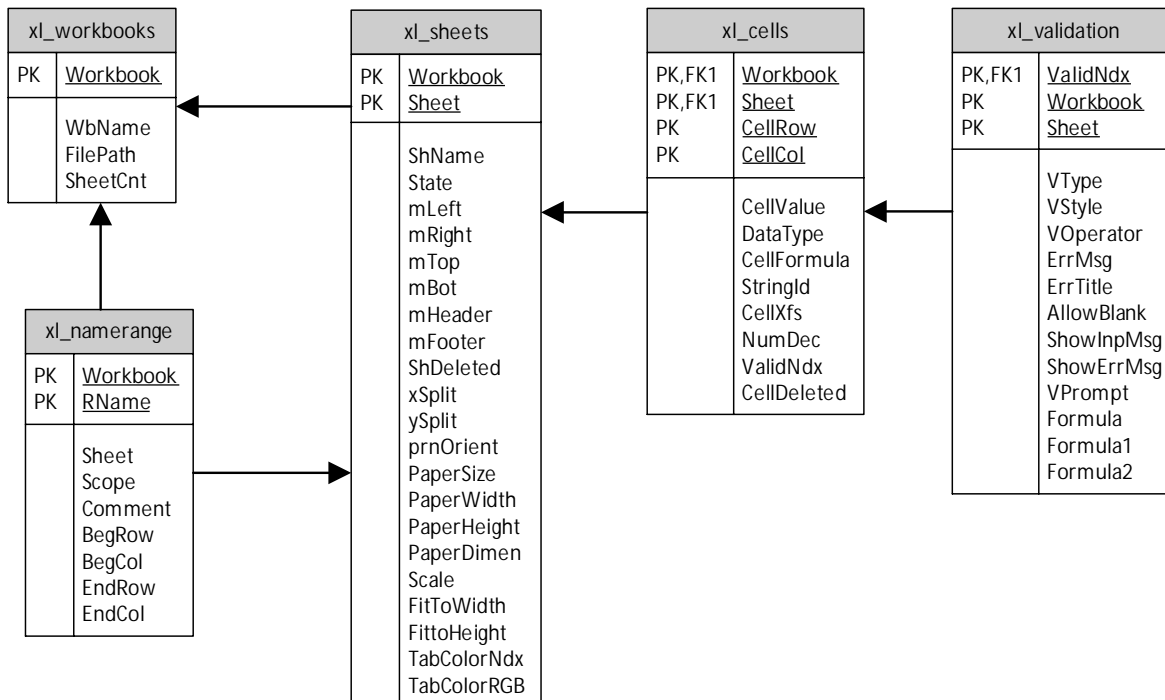 xl_workbooks
PK Workbook
WbName
FilePath
SheetCnt
xl_namerange
PK Workbook
PK RName
Sheet
Scope
Comment
BegRow
BegCol
EndRow
EndCol
xl_sheets
PK Workbook
PK Sheet
ShName
State
mLeft
mRight
mTop
mBot
mHeader
mFooter
ShDeleted
xSplit
ySplit
prnOrient
PaperSize
PaperWidth
PaperHeight
PaperDimen
Scale
FitToWidth
FittoHeight
TabColorNdx
TabColorRGB
xl_cells
PK,FK1 Workbook
PK,FK1 Sheet
PK CellRow
PK CellCol
CellValue
DataType
CellFormula
StringId
CellXfs
NumDec
ValidNdx
CellDeleted
xl_validation
PK,FK1 ValidNdx
PK Workbook
PK Sheet
VType
VStyle
VOperator
ErrMsg
ErrTitle
AllowBlank
ShowInpMsg
ShowErrMsg
VPrompt
Formula
Formula1
Formula2